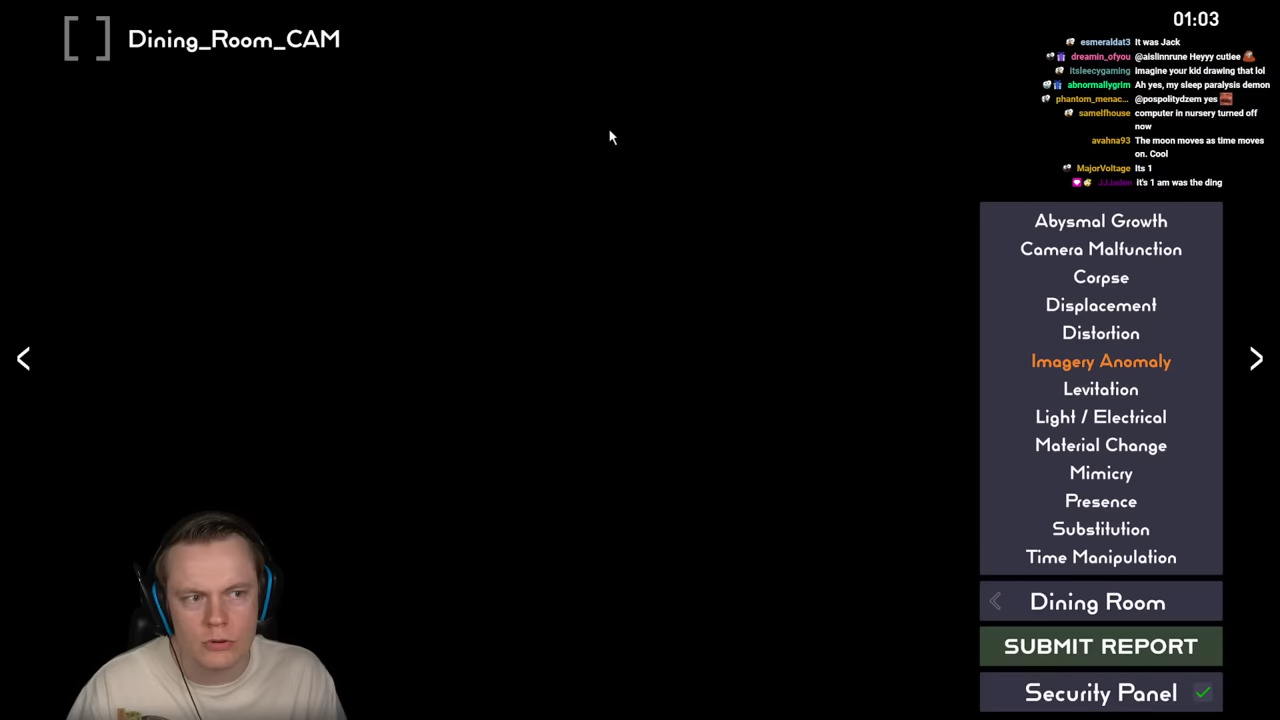 Dining_Room_CAM
01:03
esmeraldat3 It was Jack
dreamin_ofyou @aislinnrune Heyyy cutiee
itsleecygaming Imagine your kid drawing that lol
abnormallygrim Ah yes, my sleep paralysis demon
phantom_menac... @pospolitydzem yes
samelfhouse computer in nursery turned off
now
avahna93 The moon moves as time moves
on. Cool
MajorVoltage Its 1
it's 1 am was the ding
Abysmal Growth
Camera Malfunction
Corpse
Displacement
Distortion
Imagery Anomaly
Levitation
Light / Electrical
Material Change
Mimicry
Presence
Substitution
Time Manipulation
Dining Room
SUBMIT REPORT
Security Panel